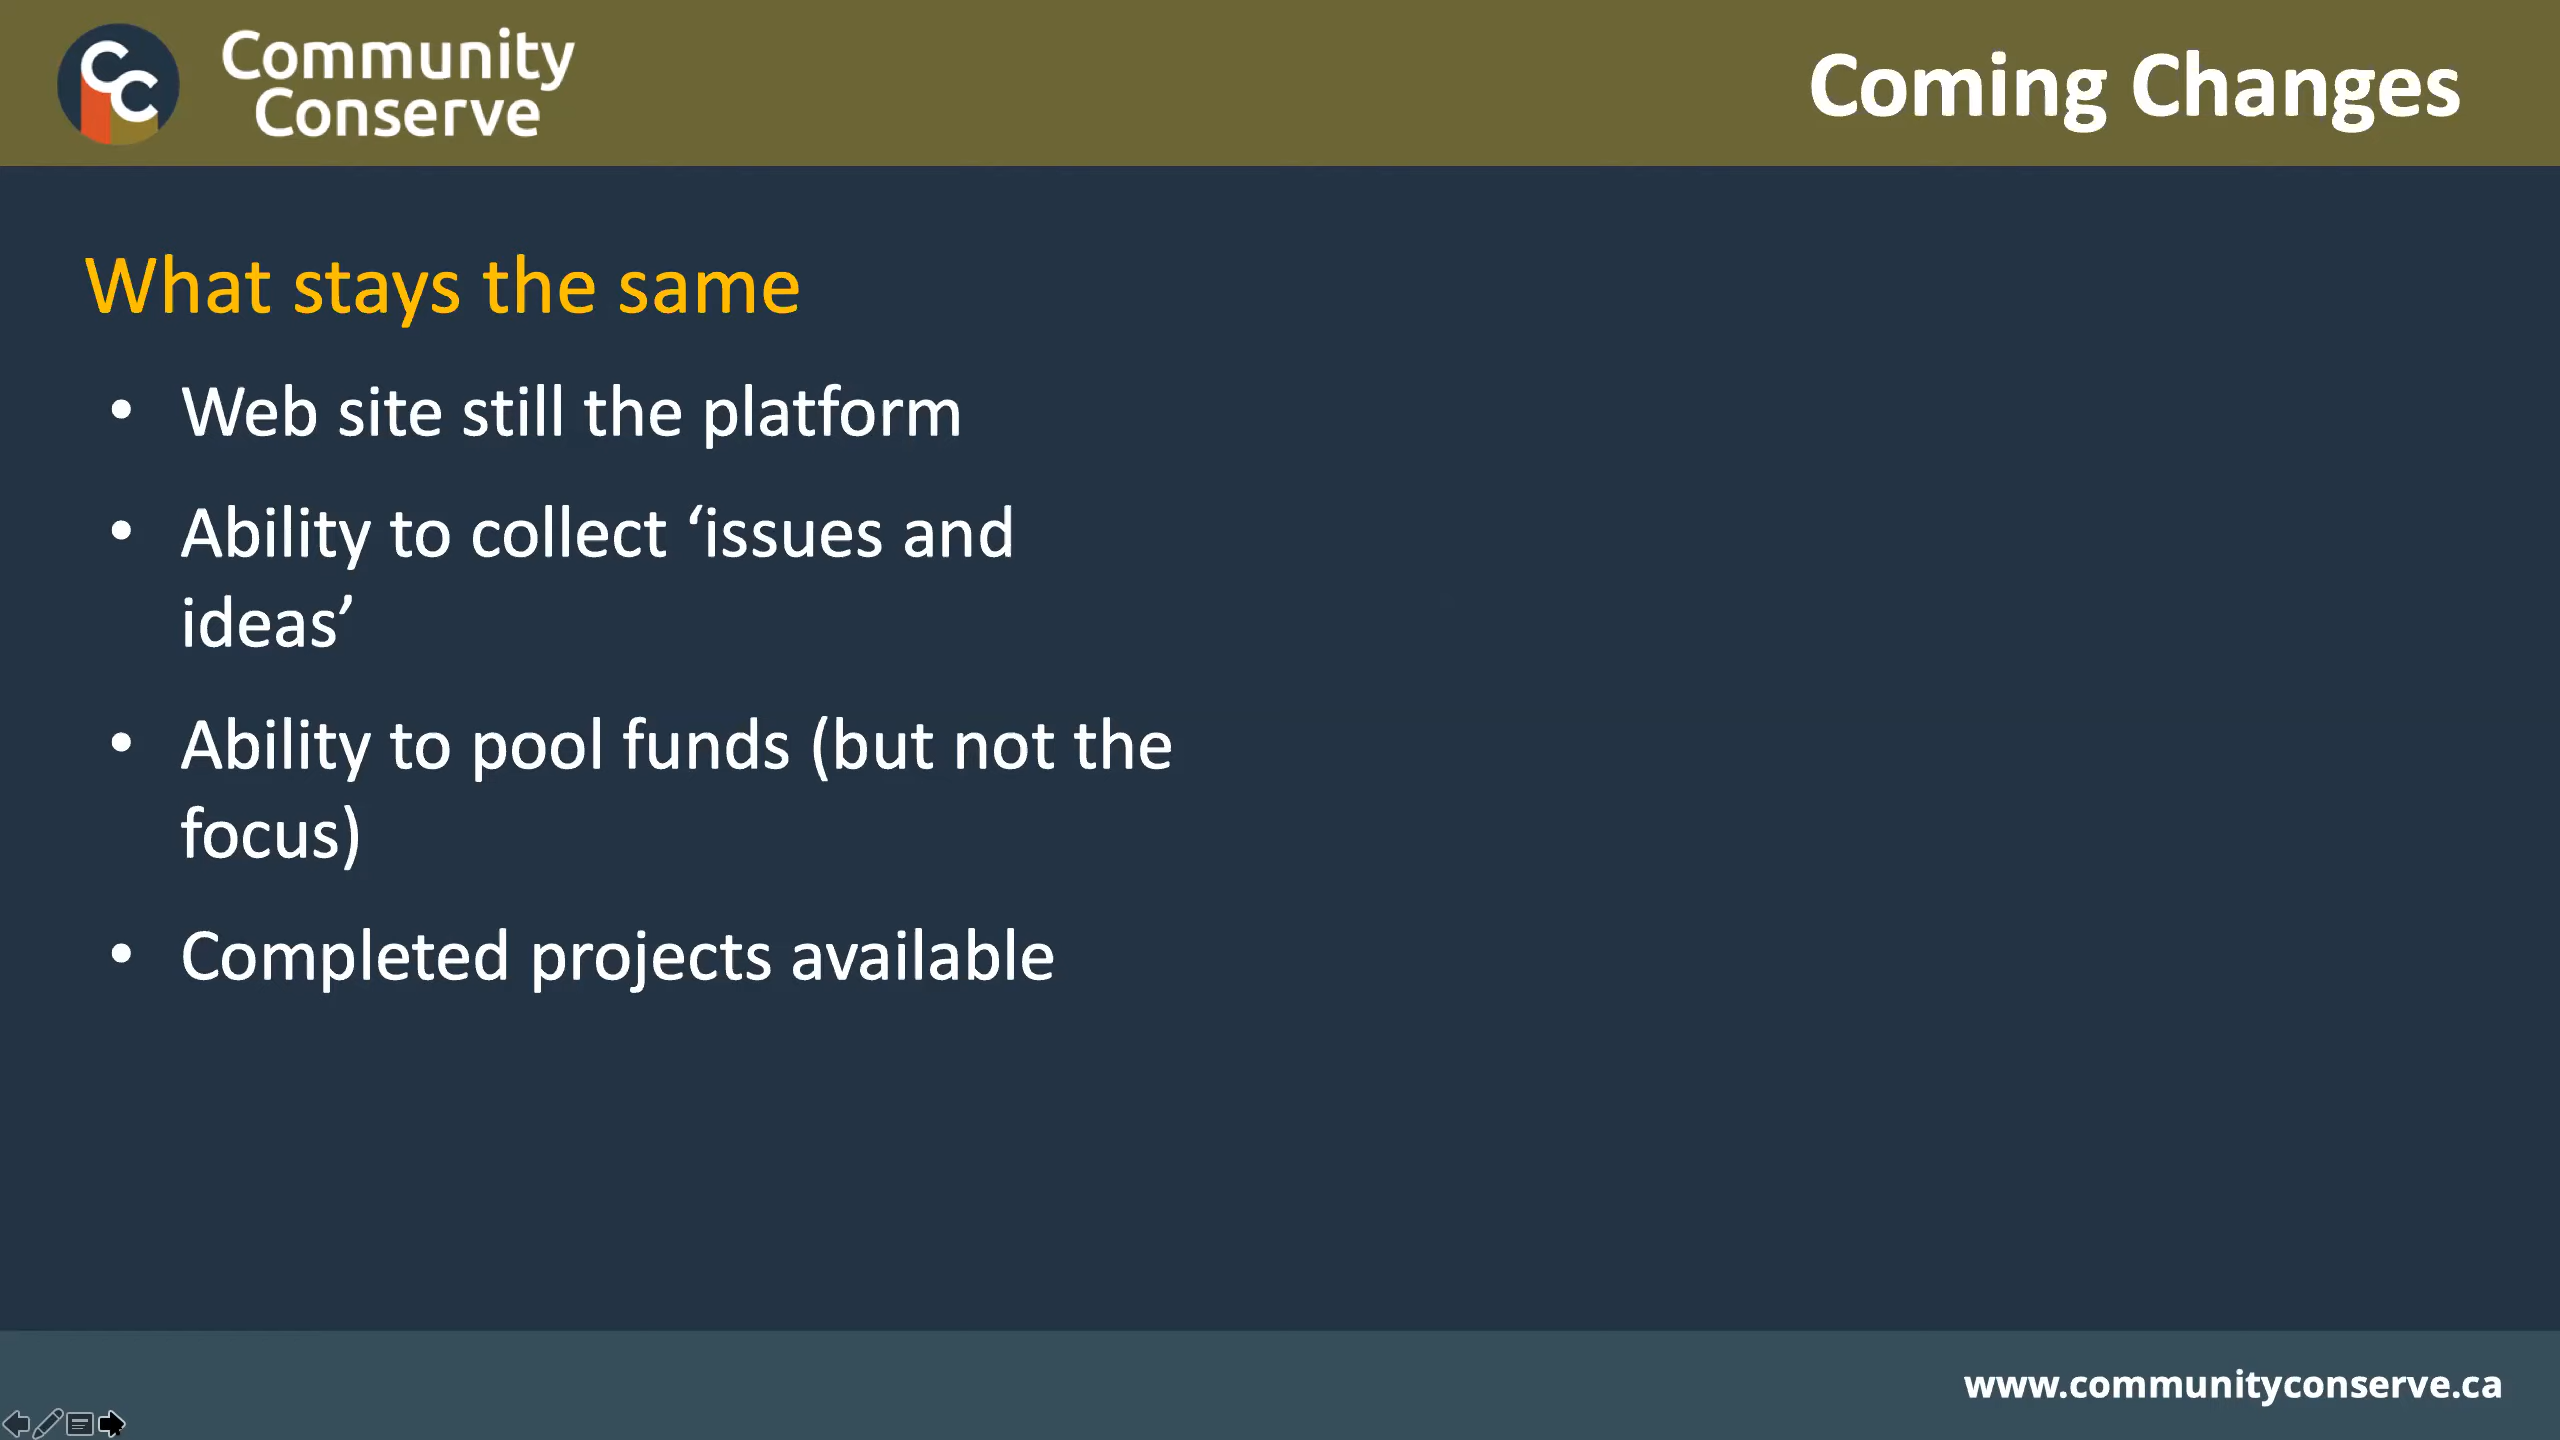 CC
Community
Conserve
Coming Changes
What stays the same
• Web site still the platform
• Ability to collect ‘issues and
ideas’
• Ability to pool funds (but not the
focus)
• Completed projects available
www.communityconserve.ca